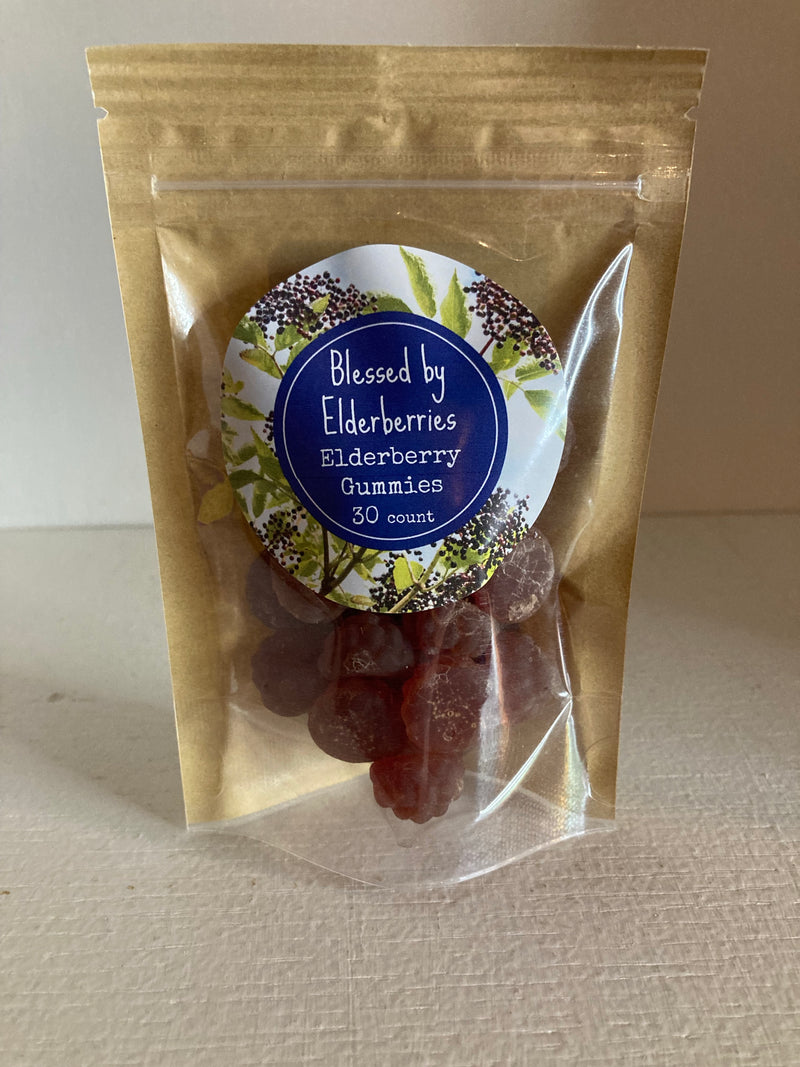 Blessed by
Elderberries
Elderberry
Gummies
30 count